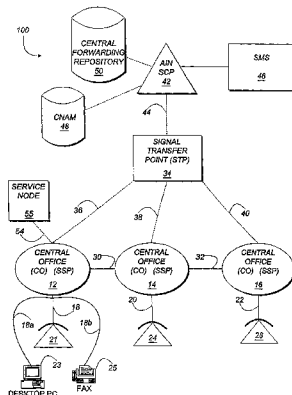 100
CENTRAL
FORWARDING
REPOSITORY
50
AIN
SCP
42
SMS
46
CNAM
48
44
SIGNAL
TRANSFER
POINT (STP)
34
SERVICE
NODE
55
36
38
40
54
CENTRAL
OFFICE
(CO) (SSP)
12
30
CENTRAL
OFFICE
(CO) (SSP)
14
32
CENTRAL
OFFICE
(CO) (SSP)
16
18
20
22
18a
18b
21
24
28
23
25
DESKTOP PC
FAX